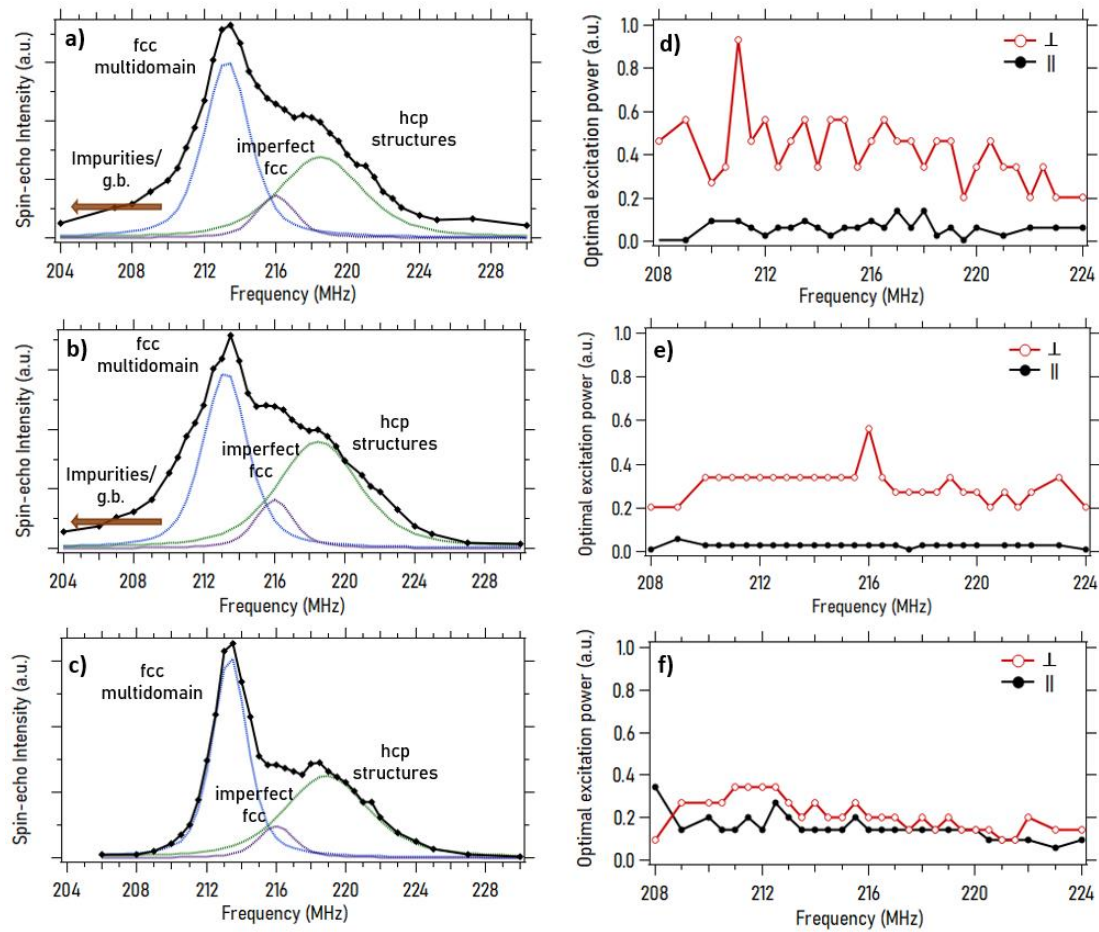 a)
fcc
multidomain
imperfect
fcc
hcp
structures
Impurities/
g.b.
Spin-echo Intensity (a.u.)
204 208 212 216 220 224 228
Frequency (MHz)
d)
⊥
||
Optimal excitation power (a.u.)
1.0
0.8
0.6
0.4
0.2
0.0
208 212 216 220 224
Frequency (MHz)
b)
fcc
multidomain
imperfect
fcc
hcp
structures
Impurities/
g.b.
Spin-echo Intensity (a.u.)
204 208 212 216 220 224 228
Frequency (MHz)
e)
⊥
||
Optimal excitation power (a.u.)
1.0
0.8
0.6
0.4
0.2
0.0
208 212 216 220 224
Frequency (MHz)
c)
fcc
multidomain
imperfect
fcc
hcp
structures
Spin-echo Intensity (a.u.)
204 208 212 216 220 224 228
Frequency (MHz)
f)
⊥
||
Optimal excitation power (a.u.)
1.0
0.8
0.6
0.4
0.2
0.0
208 212 216 220 224
Frequency (MHz)